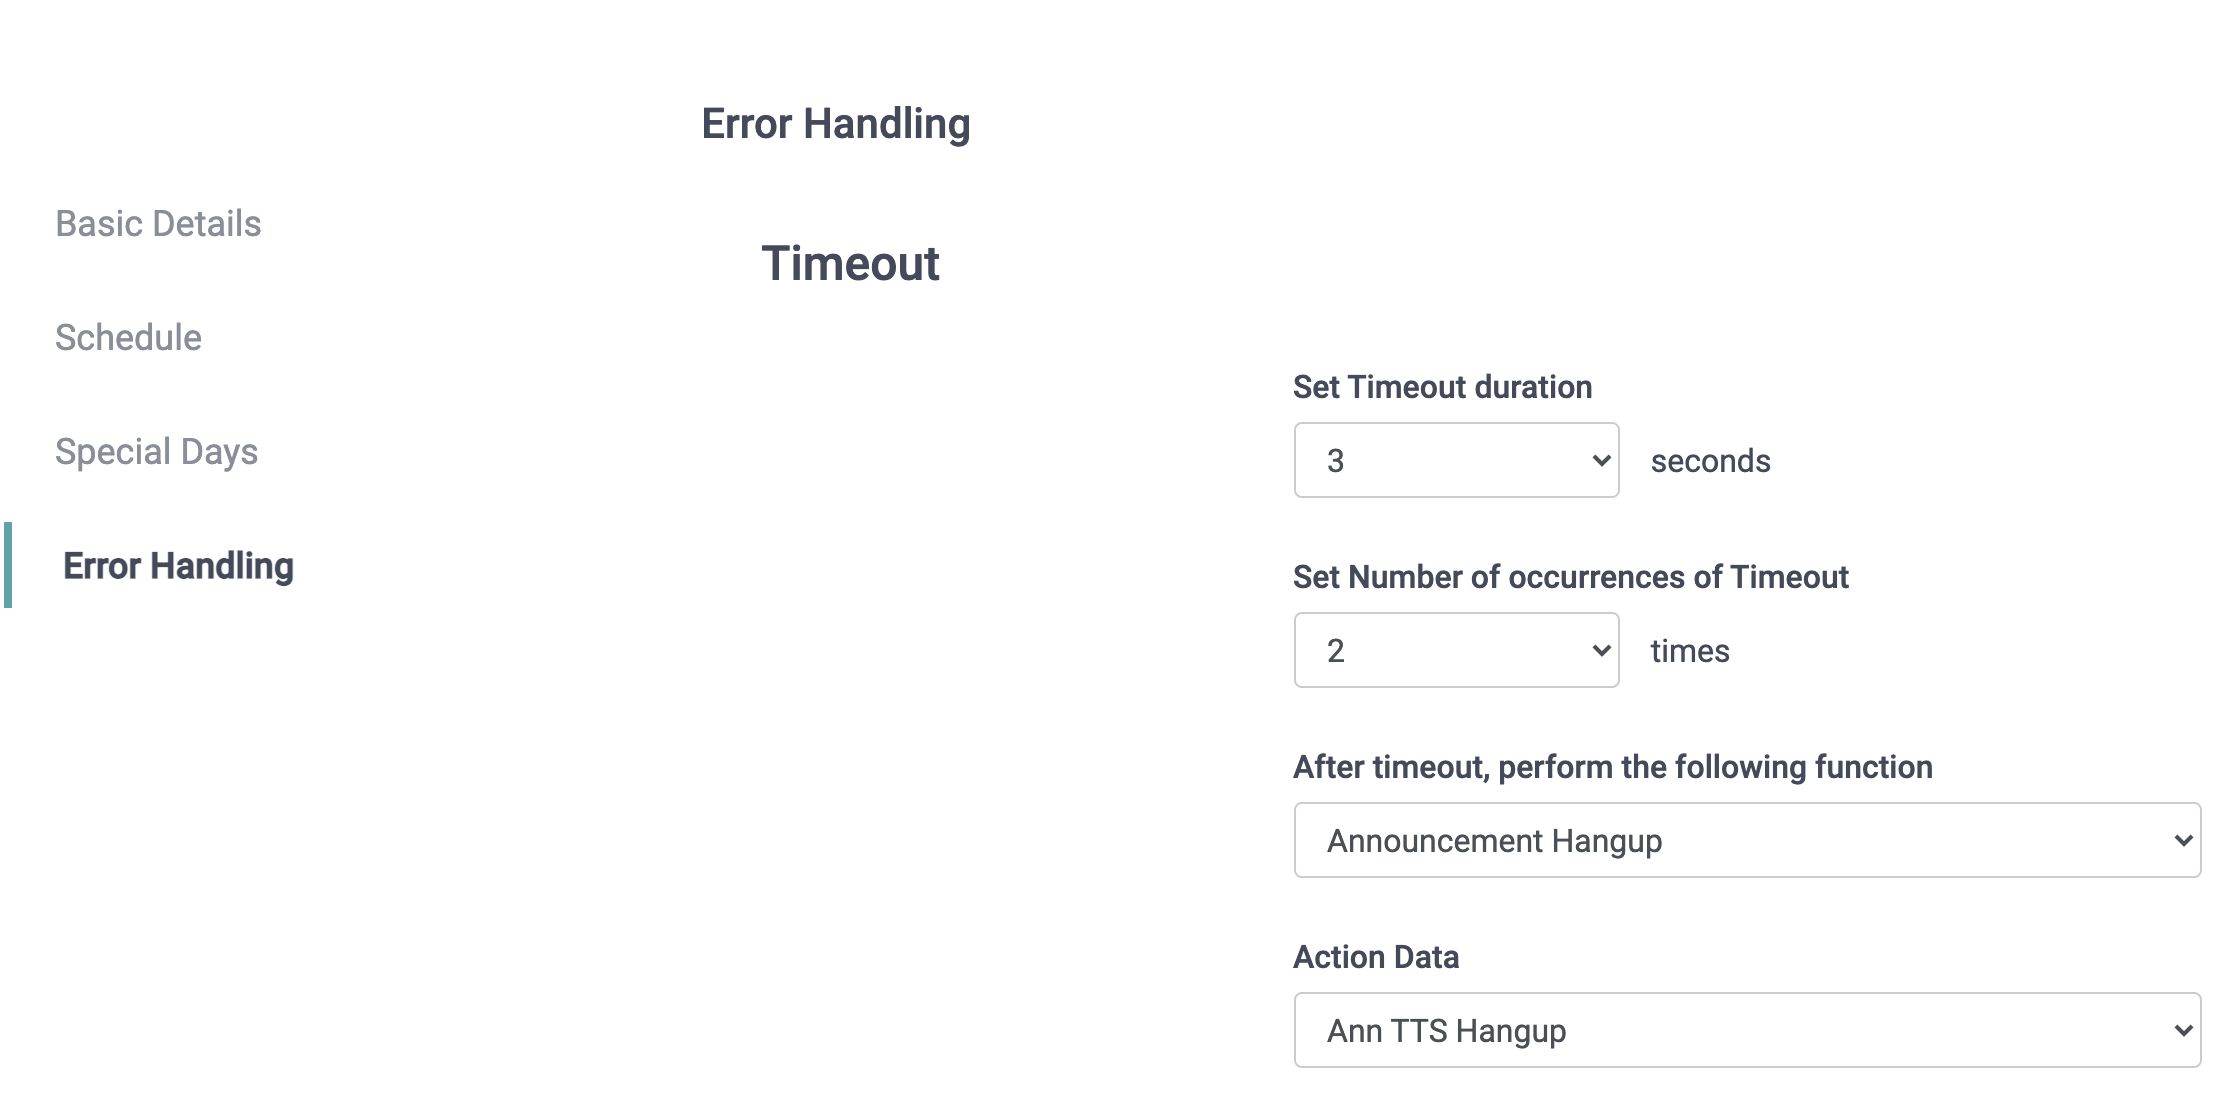 Error Handling
Basic Details
Schedule
Special Days
Error Handling
Timeout
Set Timeout duration
3 seconds
Set Number of occurrences of Timeout
2 times
After timeout, perform the following function
Announcement Hangup
Action Data
Ann TTS Hangup